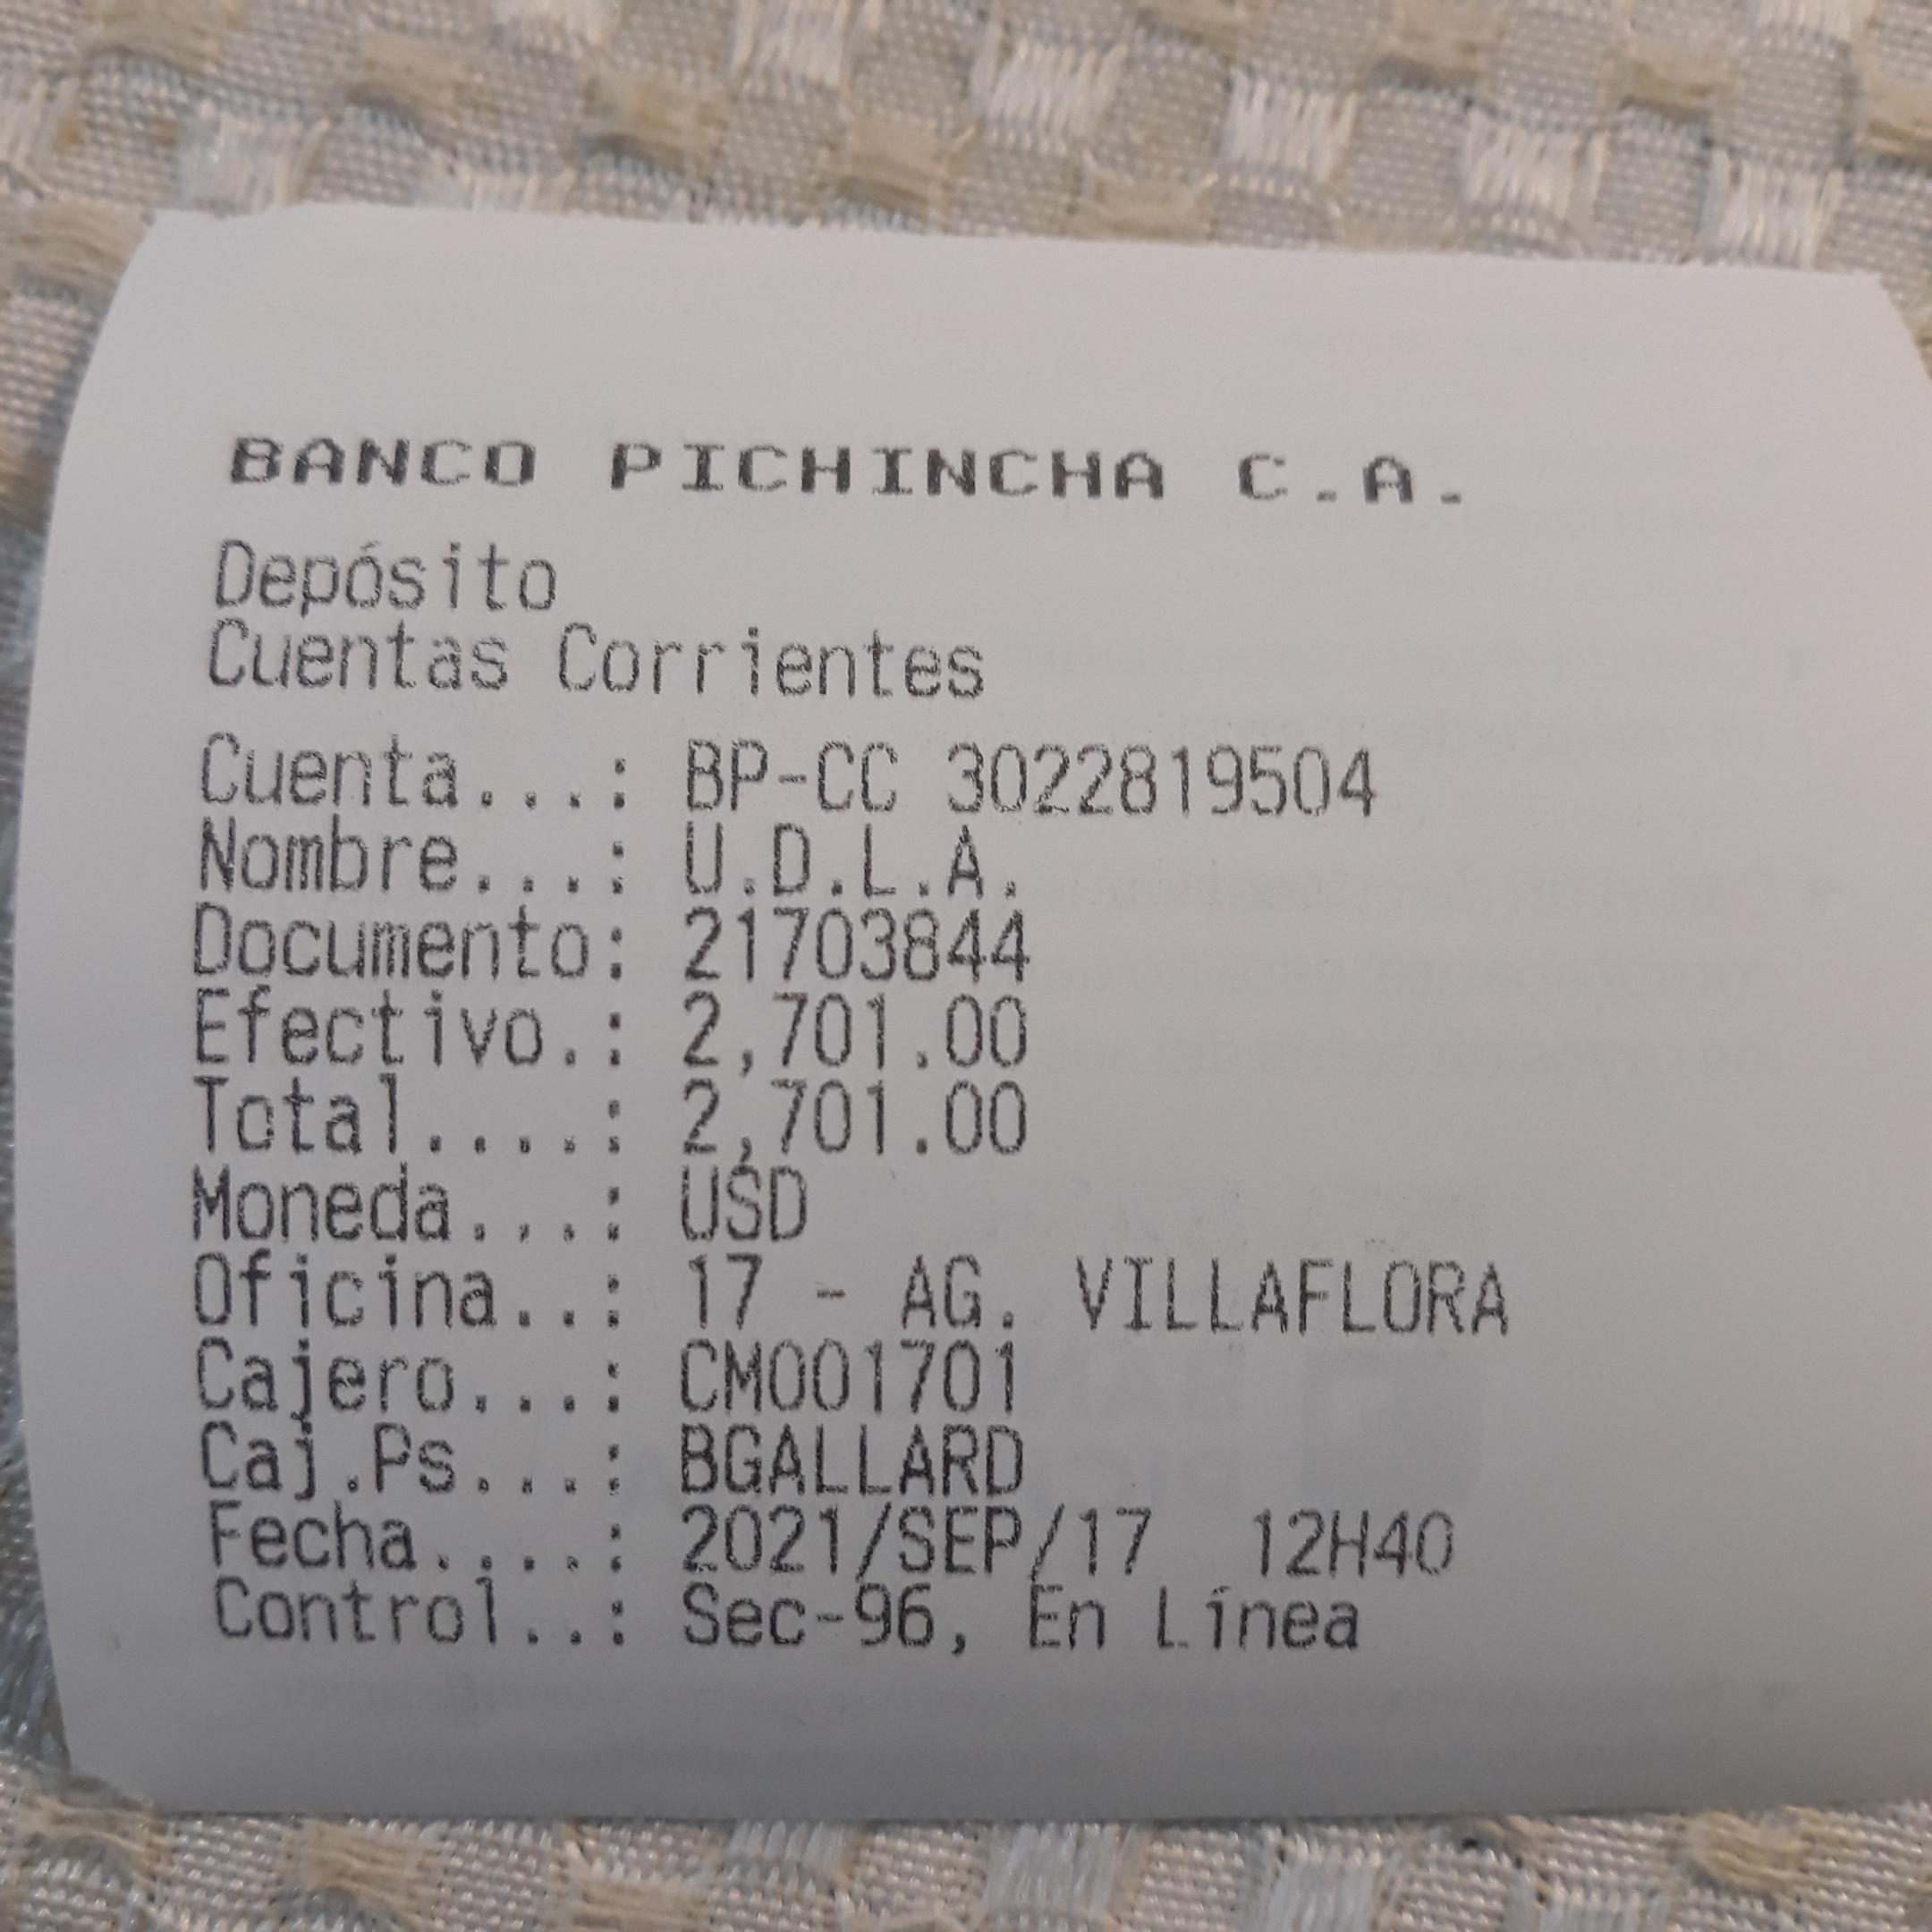 BANCO PICHINCHA C.A.
Depósito
Cuentas Corrientes
Cuenta...: BP-CC 3022819504
Nombre...: U.D.L.A.
Documento: 21703844
Efectivo.: 2,701.00
Total....: 2,701.00
Moneda...: USD
Oficina..: 17 - AG. VILLAFLORA
Cajero...: CM001701
Caj.Ps...: BGALLARD
Fecha....: 2021/SEP/17  12H40
Control..: Sec-96, En Línea